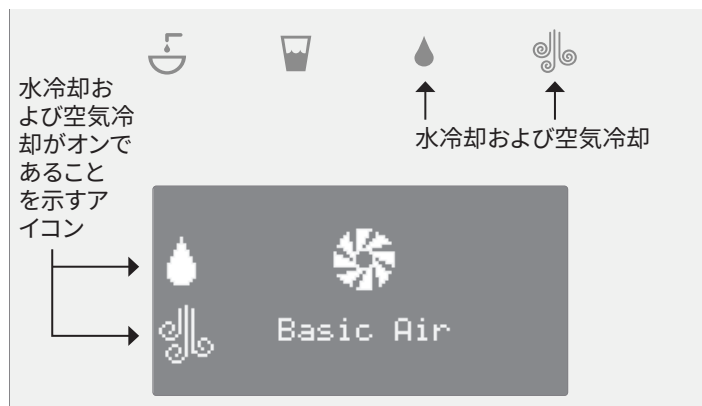 水冷却お
よび空気冷
却がオンで
あること
を示すア
イコン
水冷却および空気冷却
Basic Air